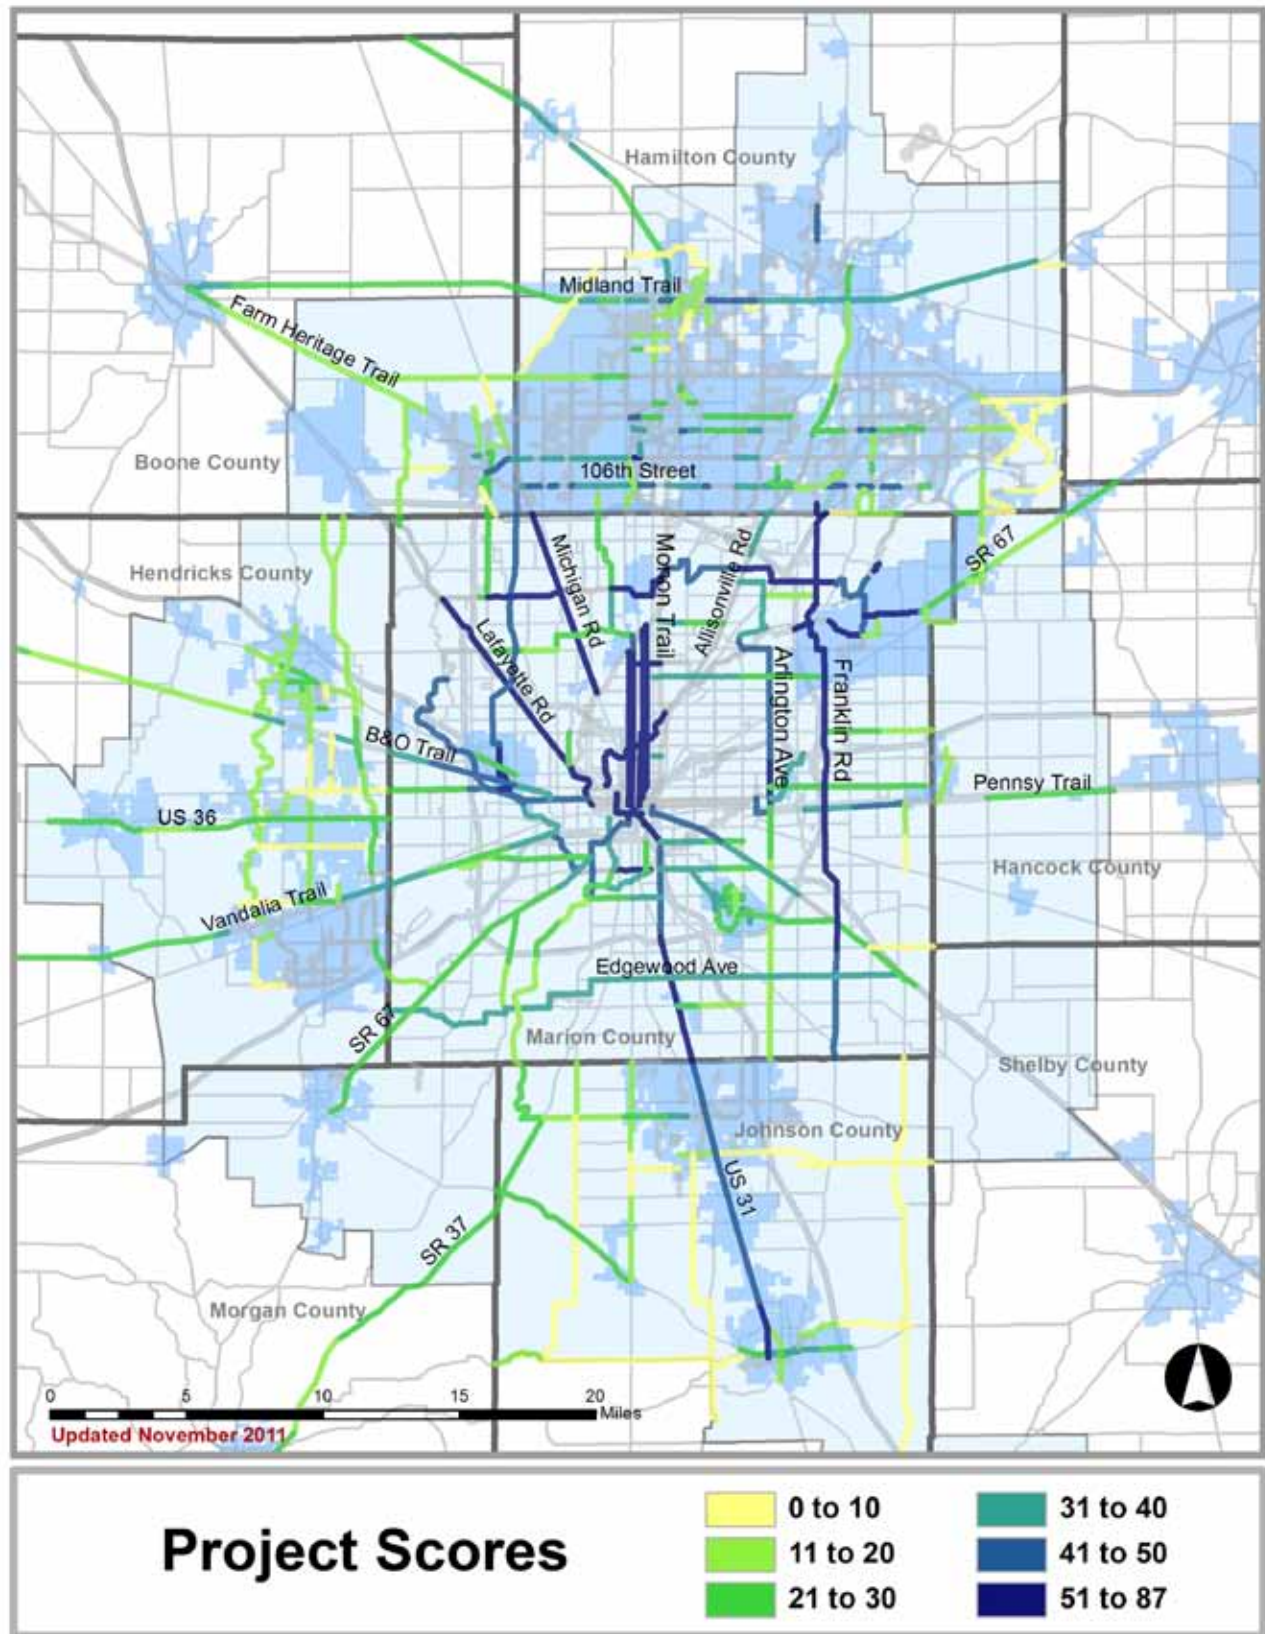 Hamilton County
Midland Trail
Farm Heritage Trail
Boone County
106th Street
Hendricks County
Michigan Rd
Monon Trail
Allisonville Rd
SR 67
Lafayette Rd
Arlington Ave
Franklin Rd
B&O Trail
Pennsy Trail
US 36
Hancock County
Vandalia Trail
Edgewood Ave
SR 67
Marion County
Shelby County
Johnson County
US 31
SR 37
Morgan County
0 5 10 15 20
Miles
Updated November 2011
Project Scores
0 to 10
11 to 20
21 to 30
31 to 40
41 to 50
51 to 87